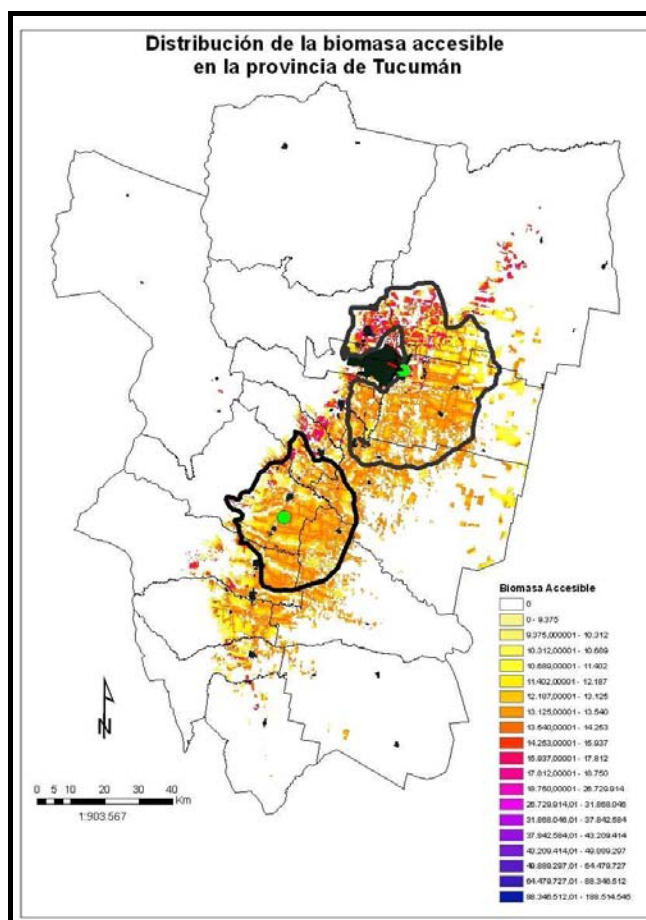 Distribución de la biomasa accesible
en la provincia de Tucumán
Biomasa Accesible
0
0 - 9.375
9.375,000001 - 10.312
10.312,00001 - 10.689
10.689,00001 - 11.402
11.402,00001 - 12.187
12.187,00001 - 13.125
13.125,00001 - 13.540
13.540,00001 - 14.253
14.253,00001 - 15.937
15.937,00001 - 17.812
17.812,00001 - 18.750
18.750,00001 - 26.729.914
26.729.914,01 - 31.868.046
31.868.046,01 - 37.842.584
37.842.584,01 - 43.209.414
43.209.414,01 - 49.889.297
49.889.297,01 - 64.479.727
64.479.727,01 - 88.346.512
88.346.512,01 - 188.514.545
N
0 5 10 20 30 40
Km
1:903.567